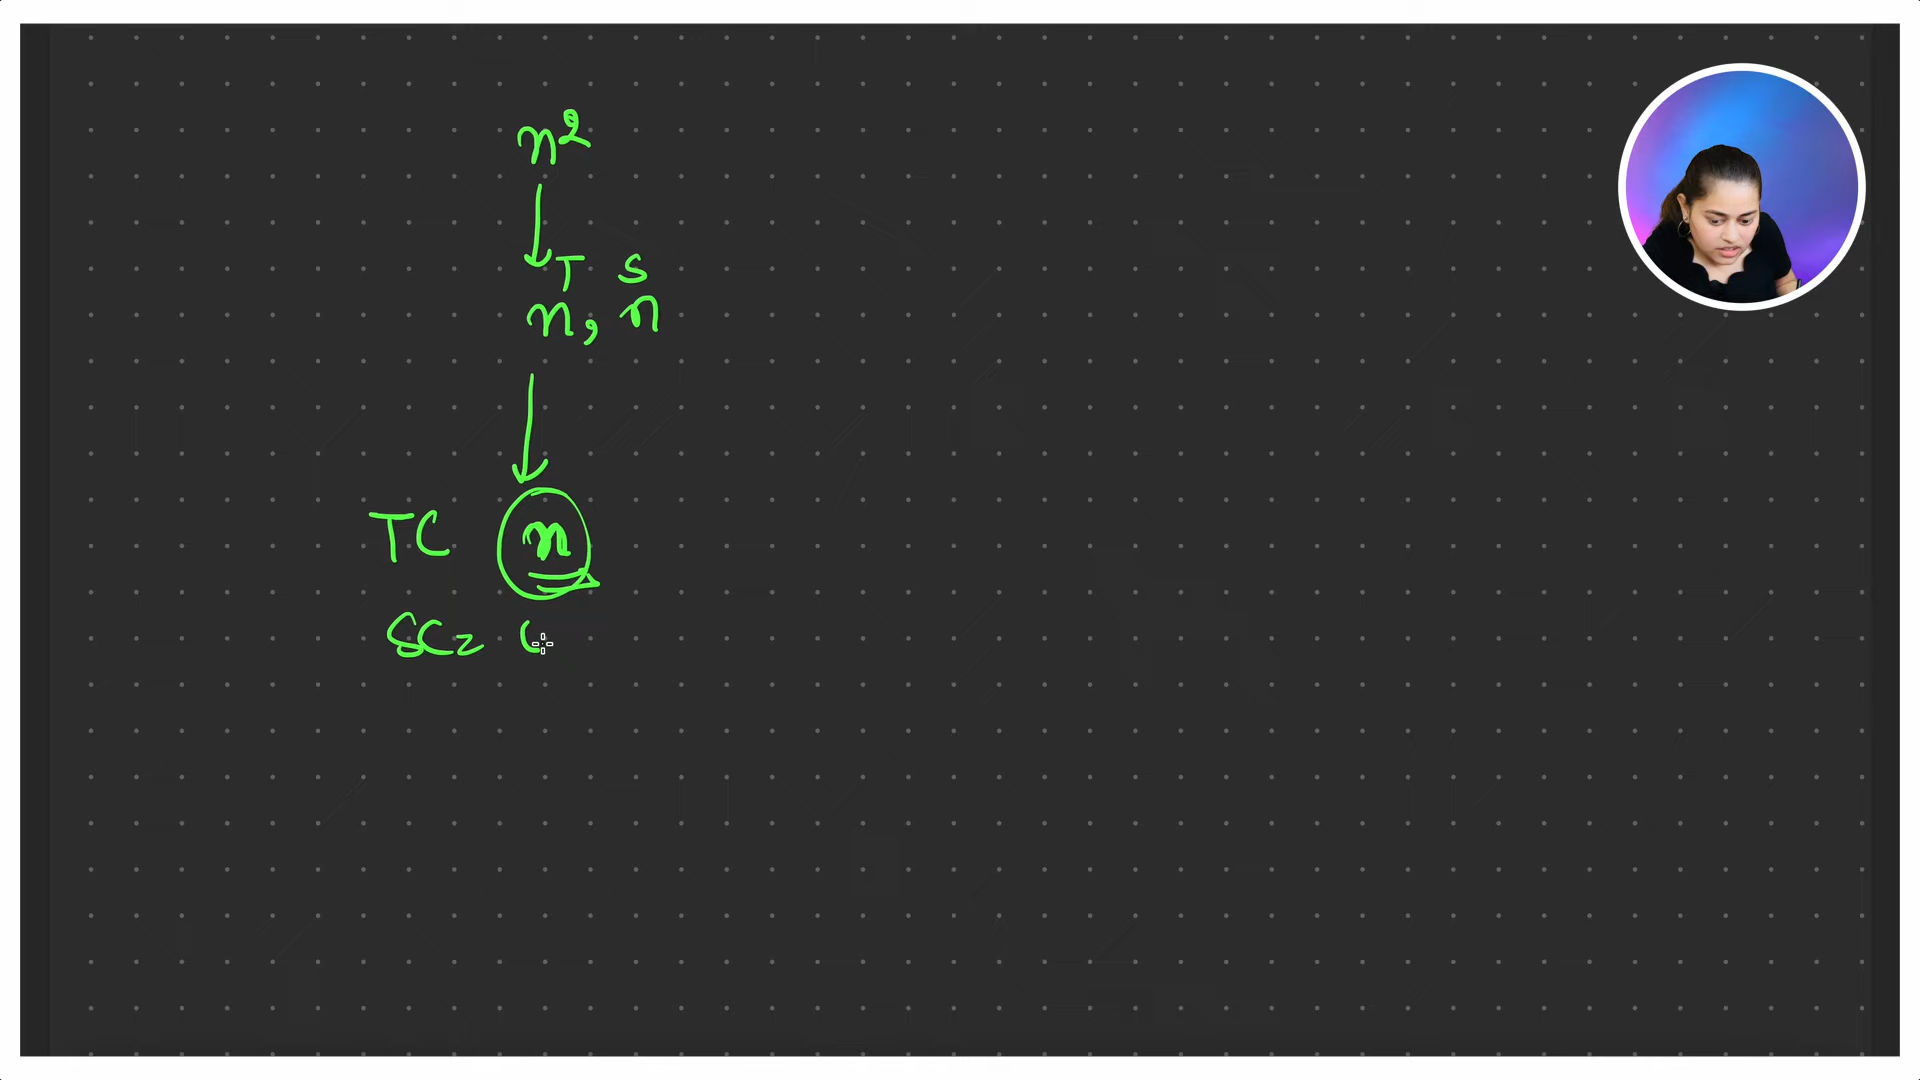 n²
T S
n, n
TC n
SC =